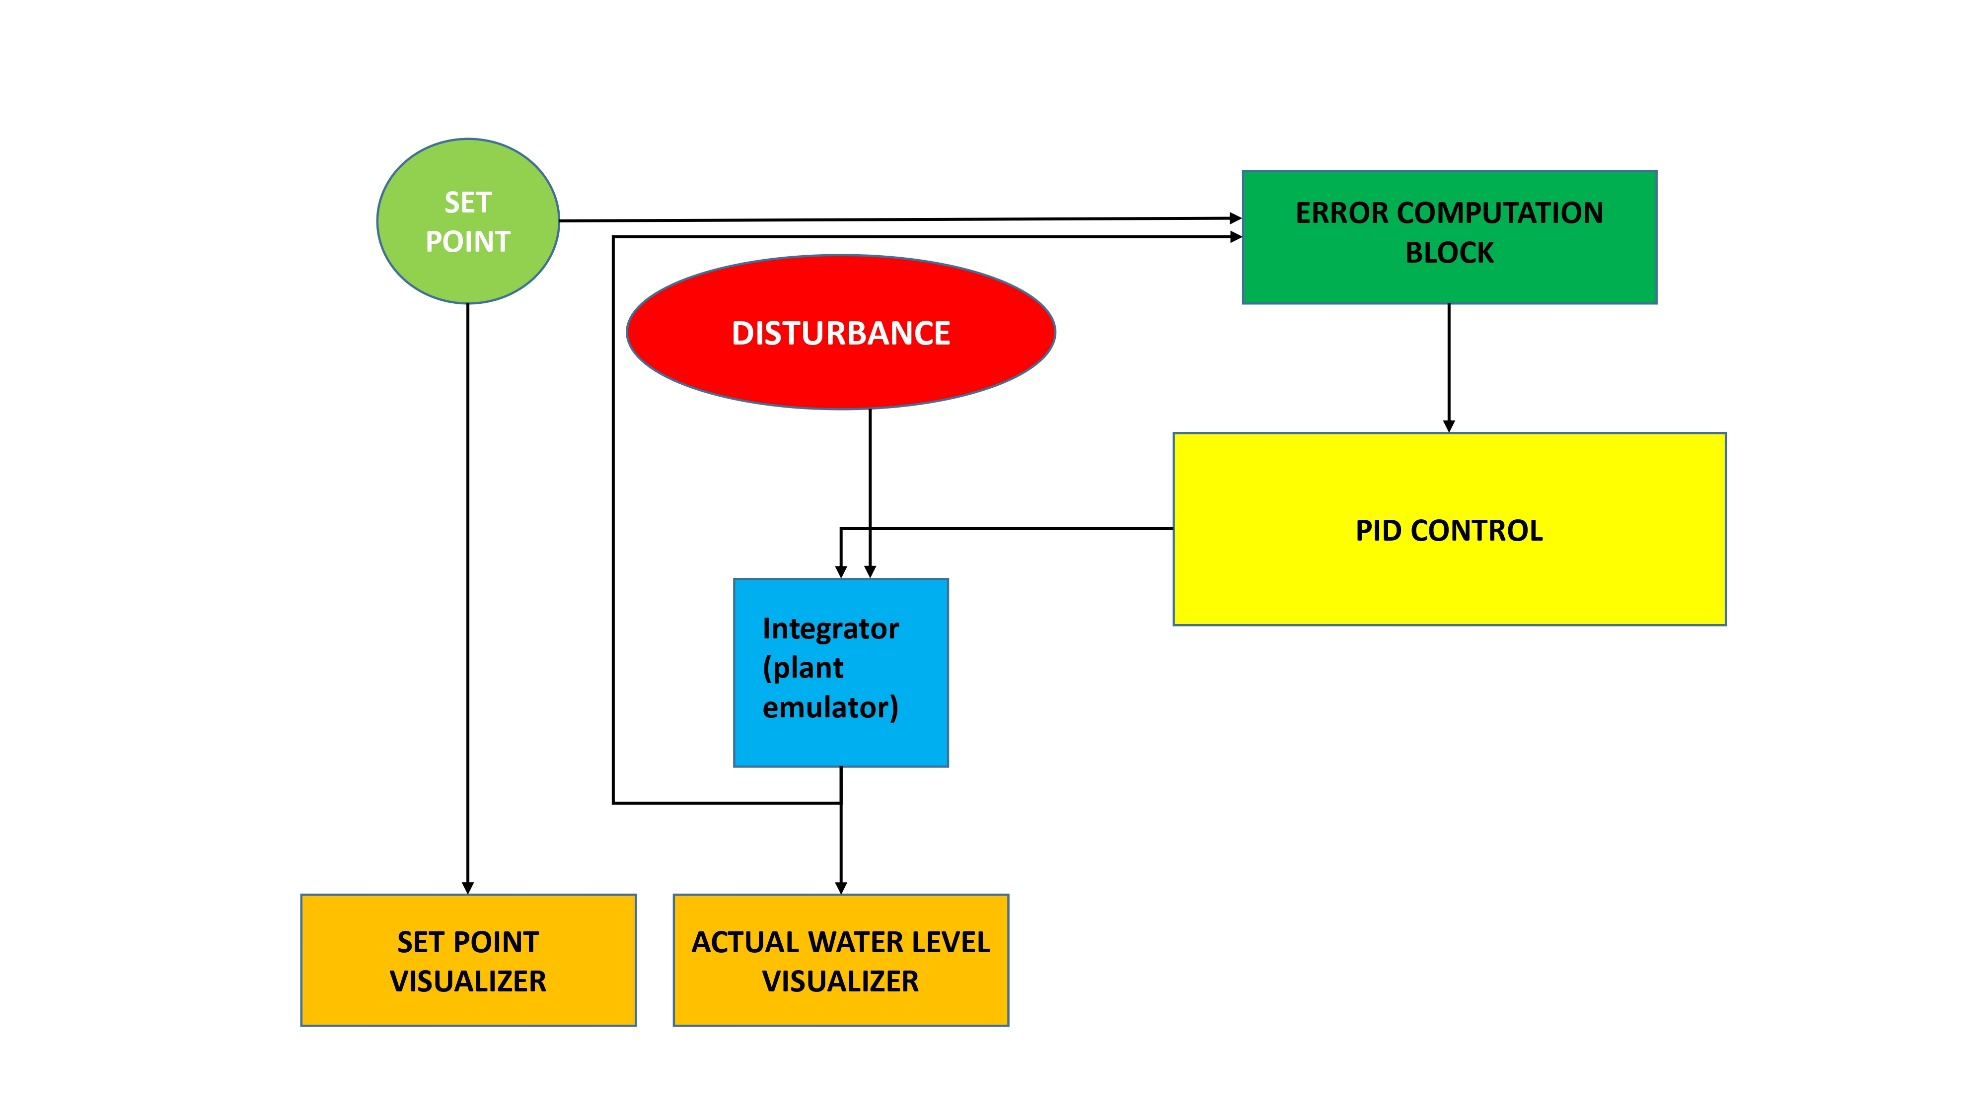 SET
POINT
ERROR COMPUTATION
BLOCK
DISTURBANCE
PID CONTROL
Integrator
(plant
emulator)
SET POINT
VISUALIZER
ACTUAL WATER LEVEL
VISUALIZER